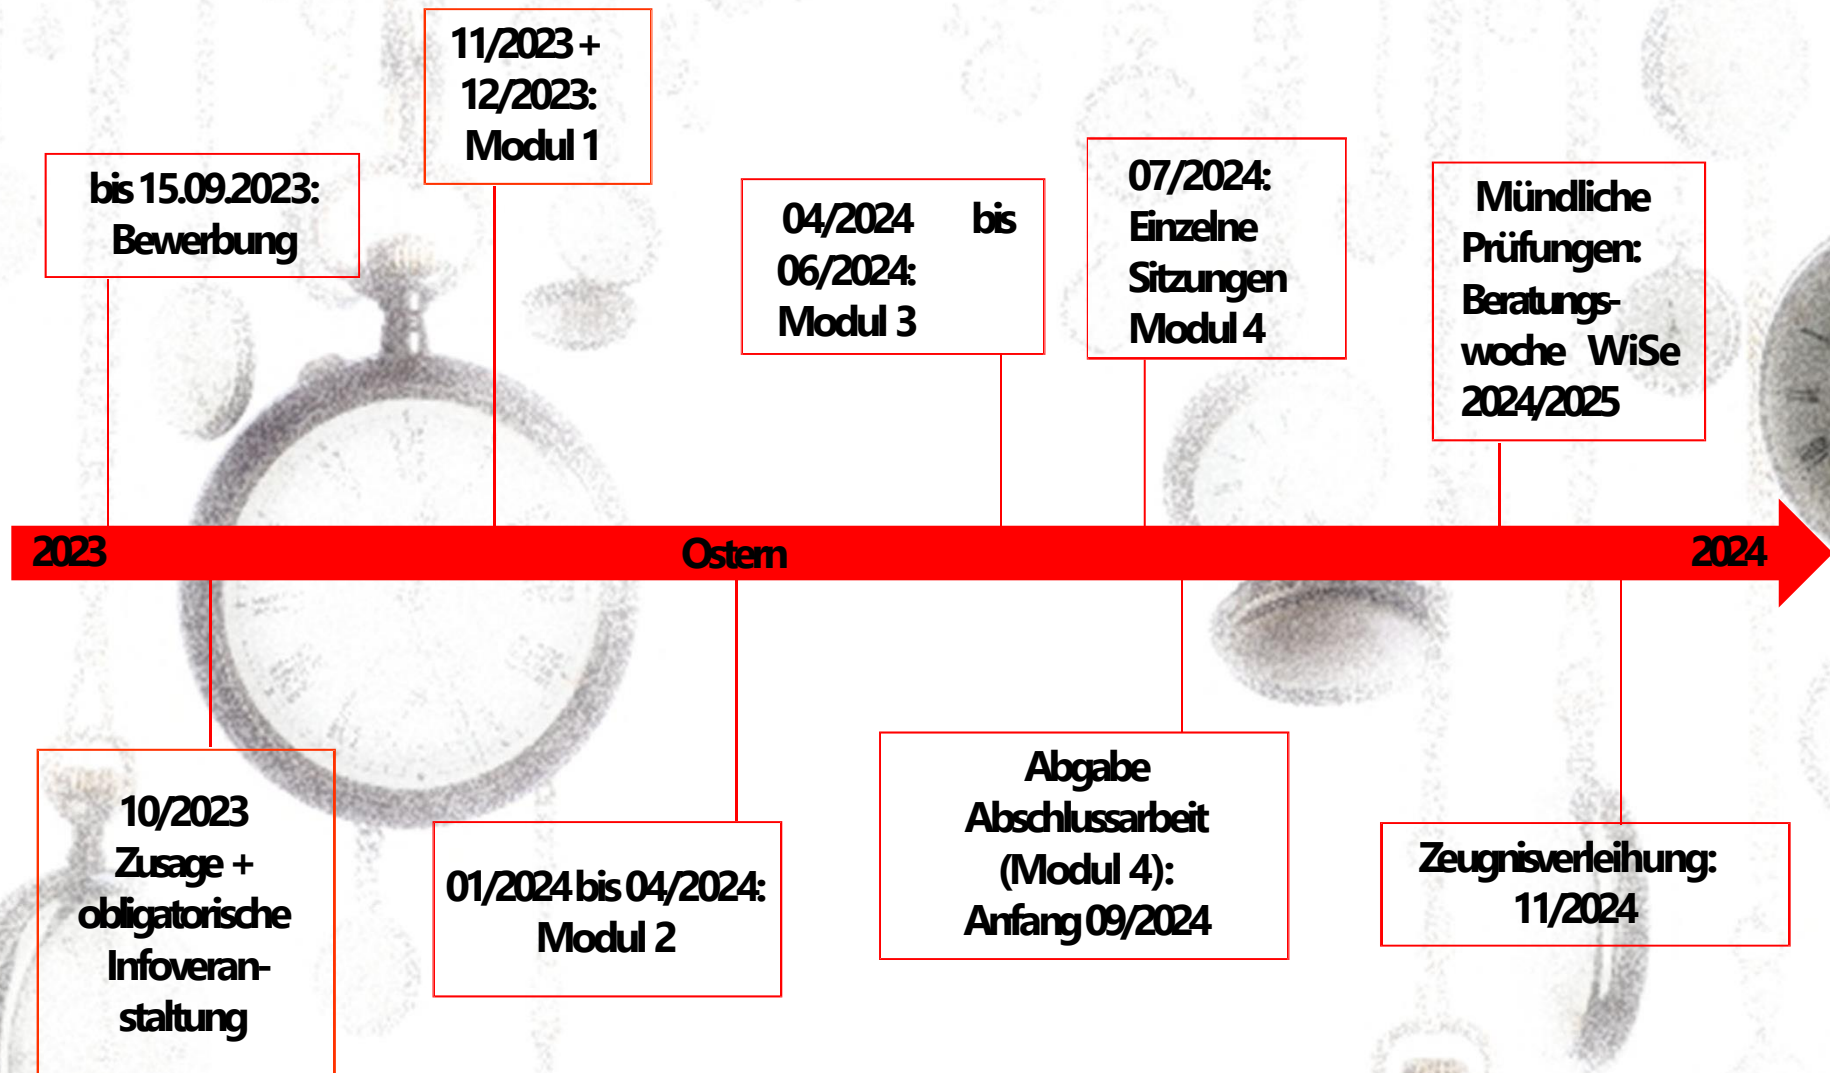 11/2023 +
12/2023:
Modul 1
bis 15.09.2023:
Bewerbung
04/2024 bis
06/2024:
Modul 3
07/2024:
Einzelne
Sitzungen
Modul 4
Mündliche
Prüfungen:
Beratungs-
woche WiSe
2024/2025
2023
Ostern
2024
10/2023
Zusage +
obligatorische
Infoveran-
staltung
01/2024 bis 04/2024:
Modul 2
Abgabe
Abschlussarbeit
(Modul 4):
Anfang 09/2024
Zeugnisverleihung:
11/2024